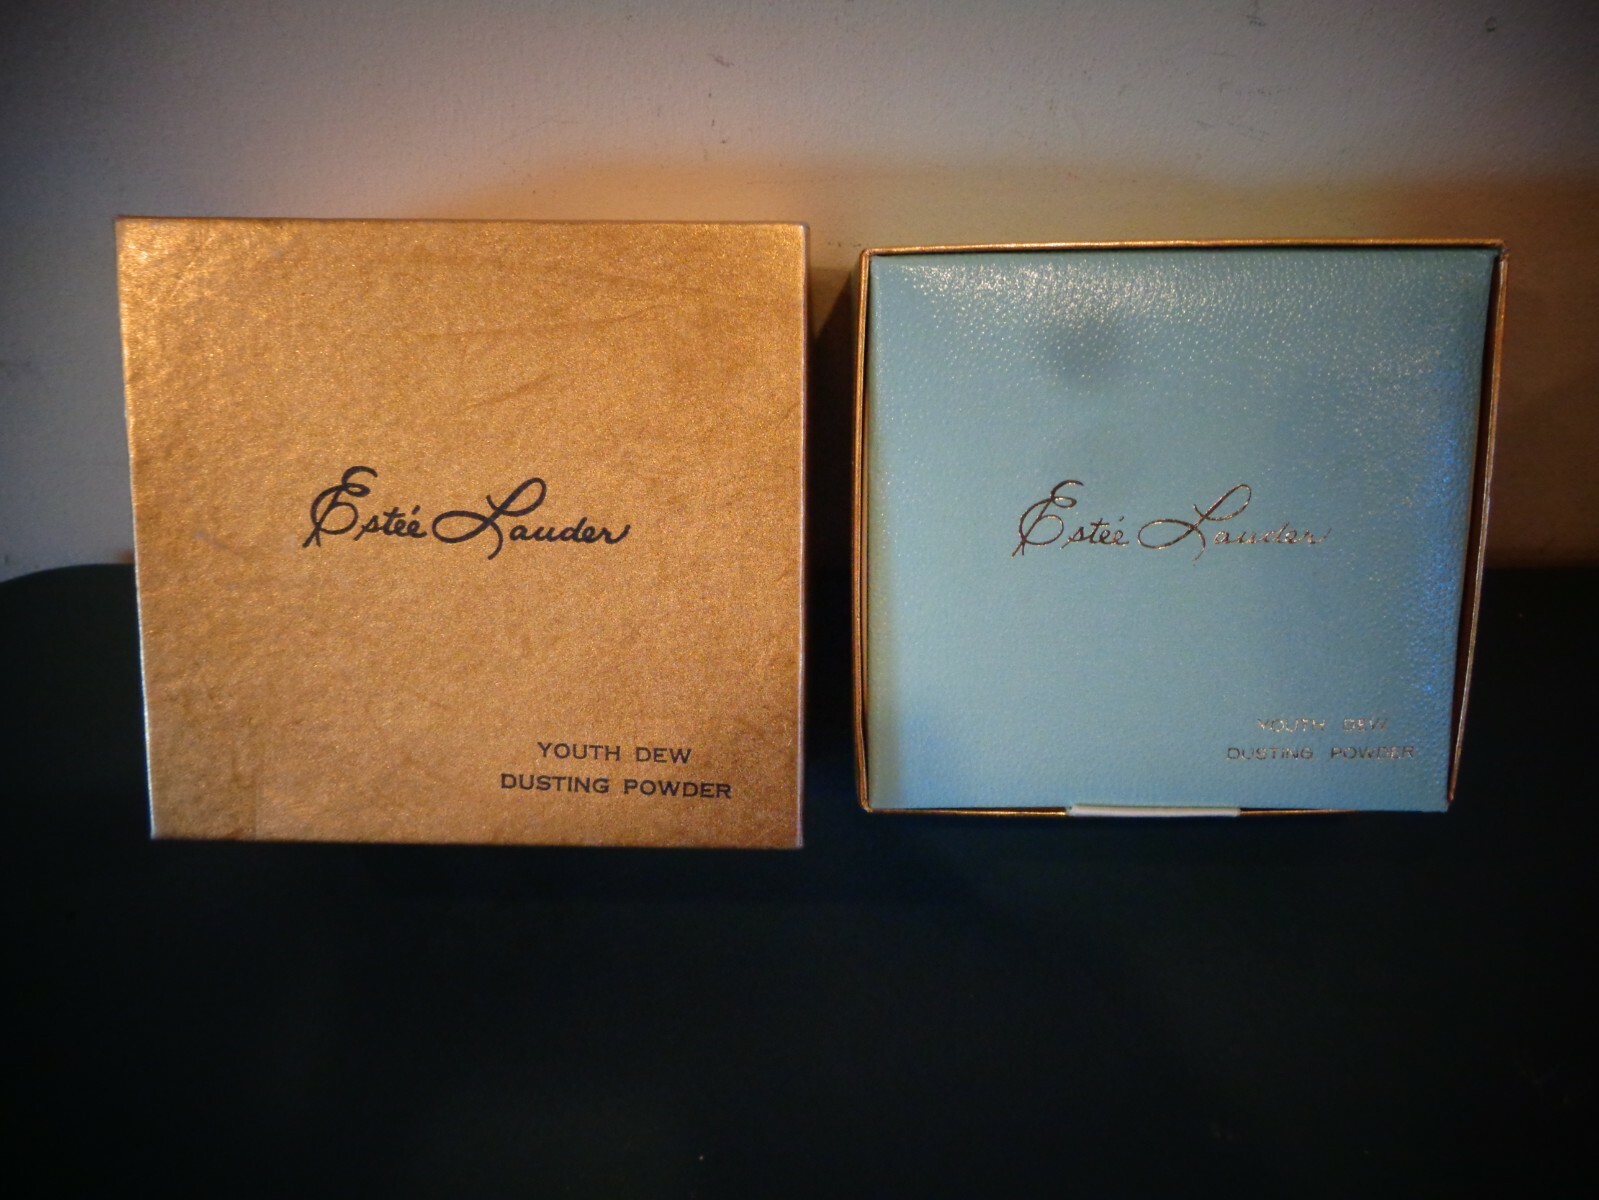 Estée Lauder
YOUTH DEW
DUSTING POWDER
Estée Lauder
YOUTH DEW
DUSTING POWDER